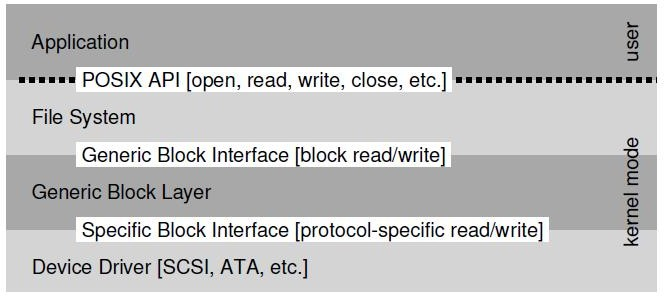 Application
user
POSIX API [open, read, write, close, etc.]
File System
Generic Block Interface [block read/write]
kernel mode
Generic Block Layer
Specific Block Interface [protocol-specific read/write]
Device Driver [SCSI, ATA, etc.]